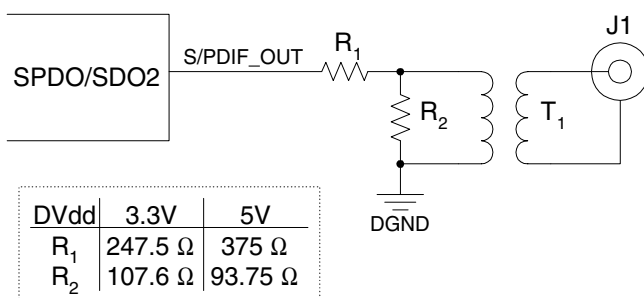 J1
S/PDIF_OUT
R1
SPDO/SDO2
R2
T1
DGND
DVdd 3.3V 5V
R1 247.5 Ω 375 Ω
R2 107.6 Ω 93.75 Ω